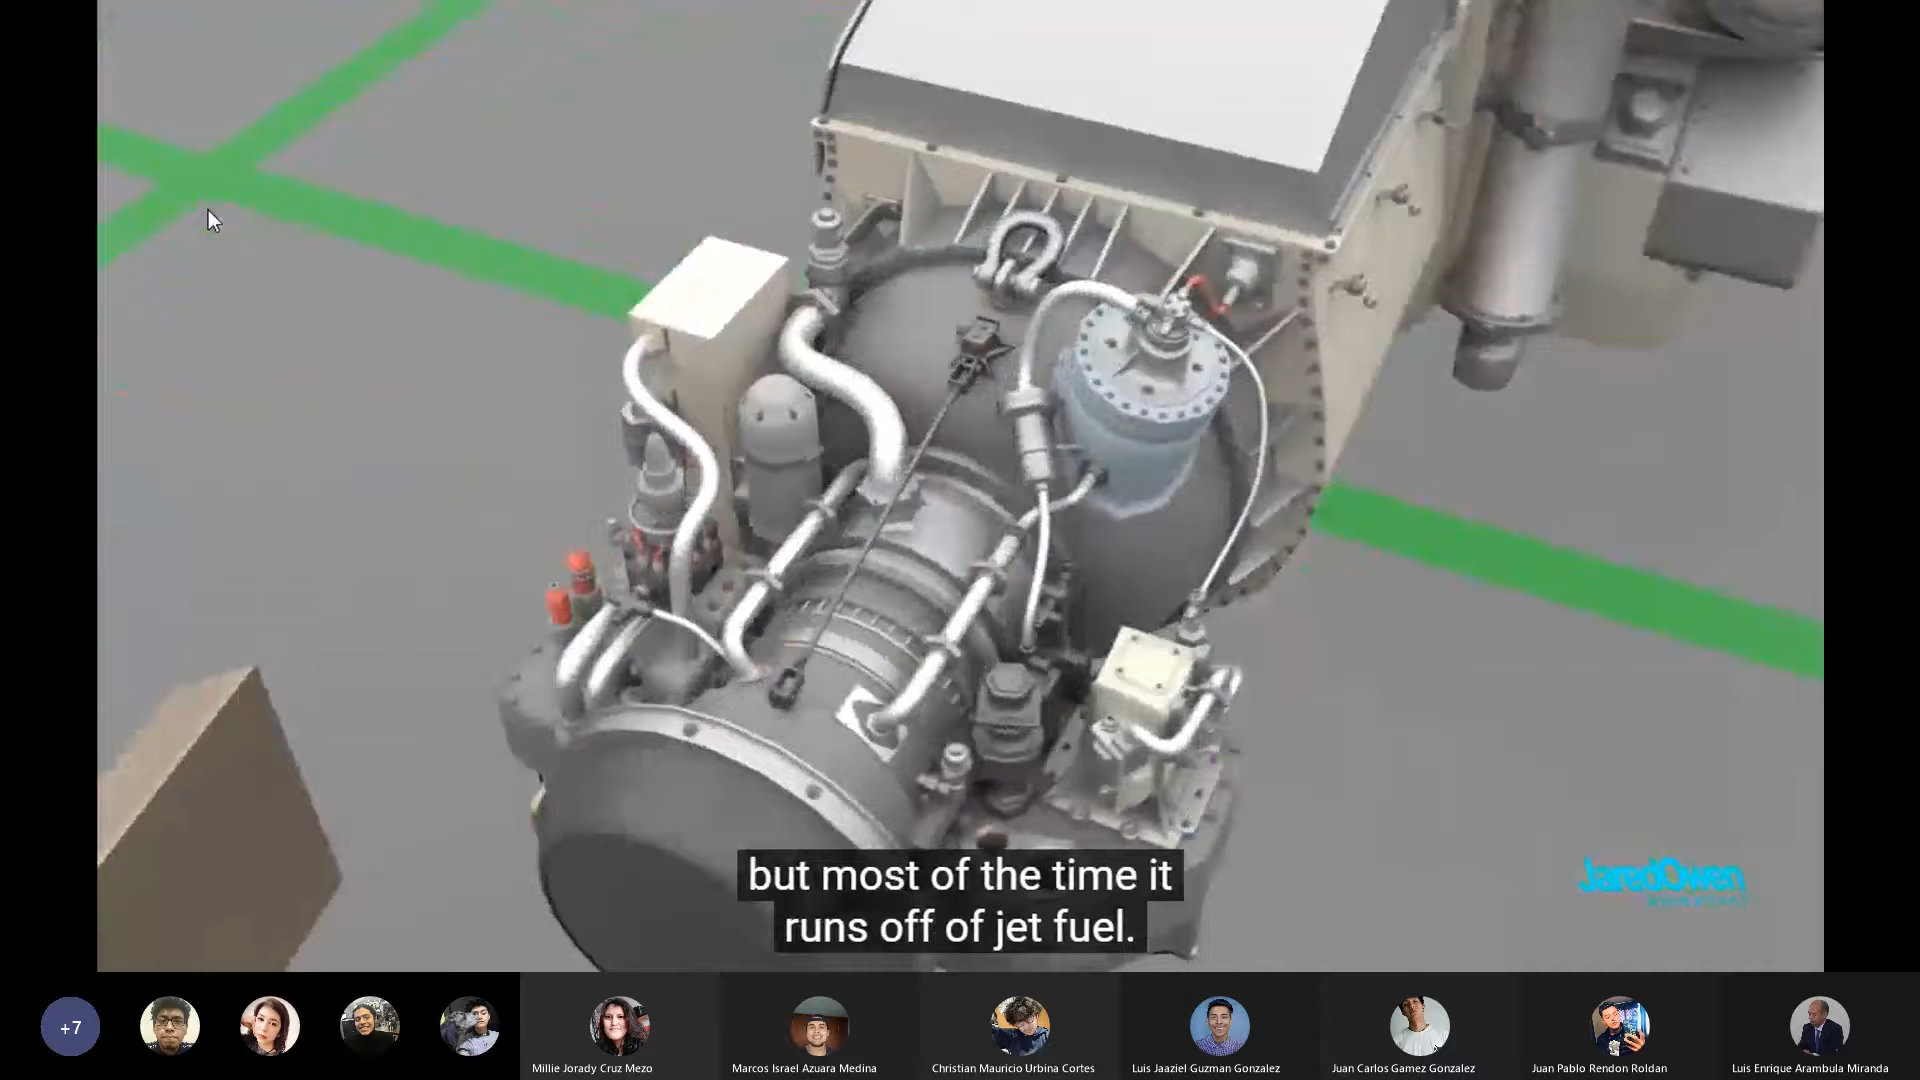 but most of the time it
runs off of jet fuel.
JaredOwen
+7
Millie Jorady Cruz Mezo
Marcos Israel Azuara Medina
Christian Mauricio Urbina Cortes
Luis Jaaziel Guzman Gonzalez
Juan Carlos Gamez Gonzalez
Juan Pablo Rendon Roldan
Luis Enrique Arambula Miranda